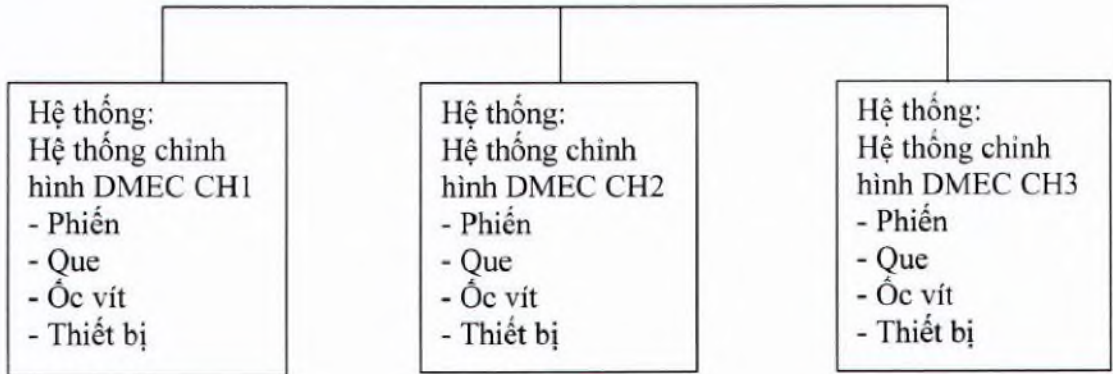 Hệ thống:
Hệ thống chỉnh
hình DMEC CH1
- Phiến
- Que
- Ốc vít
- Thiết bị
Hệ thống:
Hệ thống chỉnh
hình DMEC CH2
- Phiến
- Que
- Ốc vít
- Thiết bị
Hệ thống:
Hệ thống chỉnh
hình DMEC CH3
- Phiến
- Que
- Ốc vít
- Thiết bị